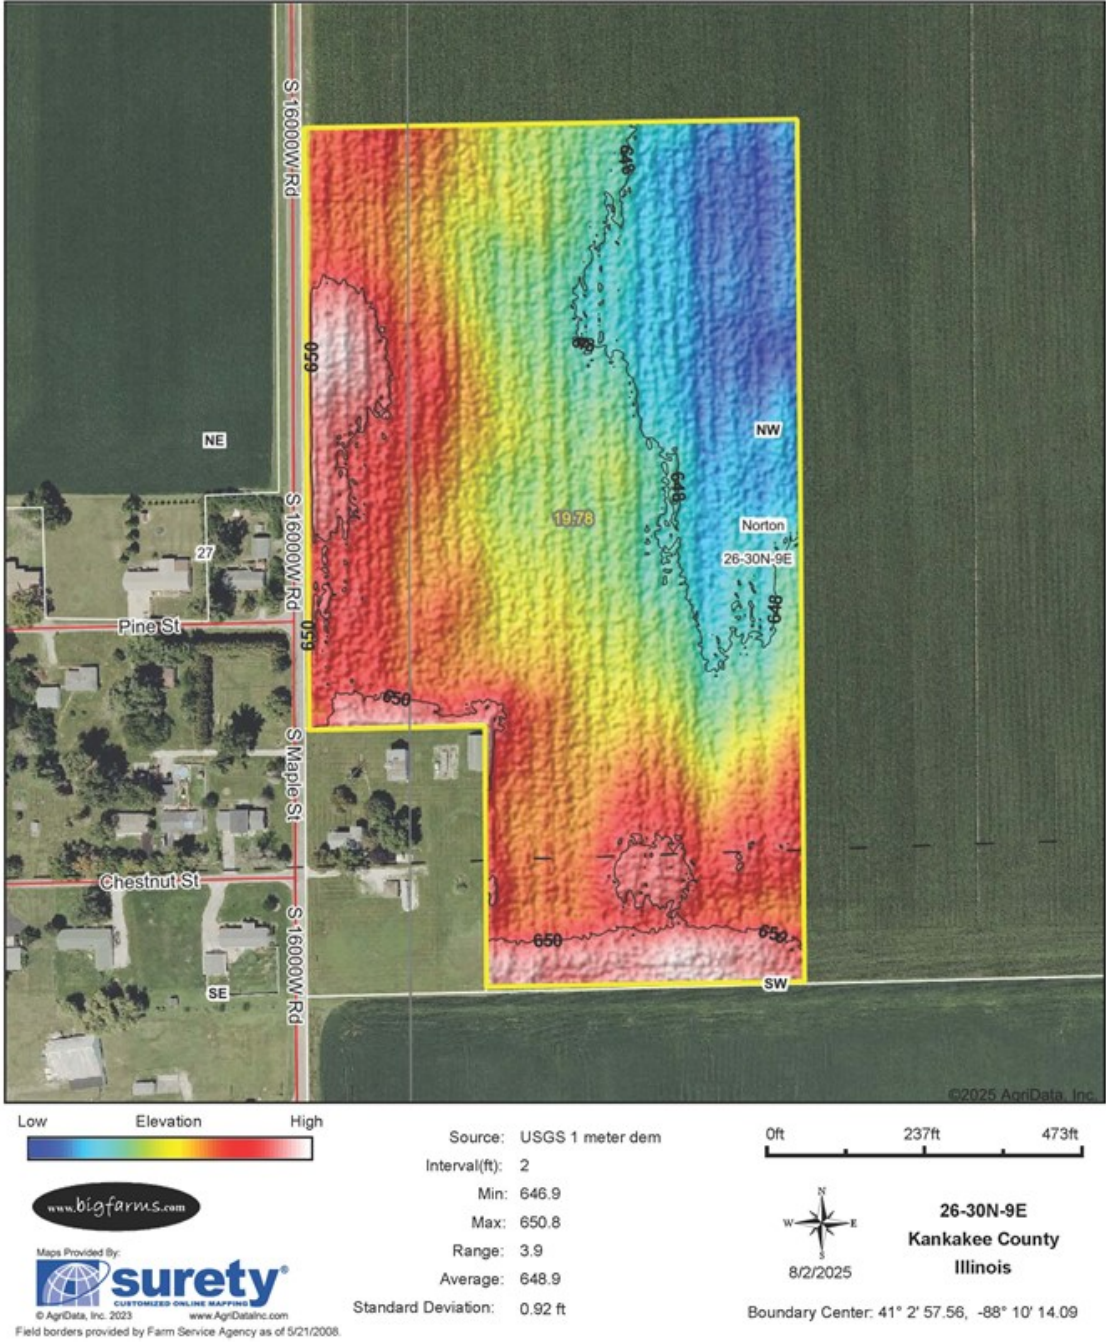 S 16000W Rd
648
650
648
NW
NE
648
19.78
S 16000W Rd
Norton
27
26-30N-9E
648
Pine St
650
650
S Maple St
Chestnut St
S 16000W Rd
650
650
SE
SW
©2025 AgriData, Inc.
Low Elevation High
Source: USGS 1 meter dem
Interval(ft): 2
Min: 646.9
Max: 650.8
Range: 3.9
Average: 648.9
Standard Deviation: 0.92 ft
0ft 237ft 473ft
www.bigfarms.com
Maps Provided By:
surety®
CUSTOMIZED ONLINE MAPPING
© AgriData, Inc. 2023 www.AgriDataInc.com
Field borders provided by Farm Service Agency as of 5/21/2008.
N
W E
S
8/2/2025
26-30N-9E
Kankakee County
Illinois
Boundary Center: 41° 2' 57.56, -88° 10' 14.09